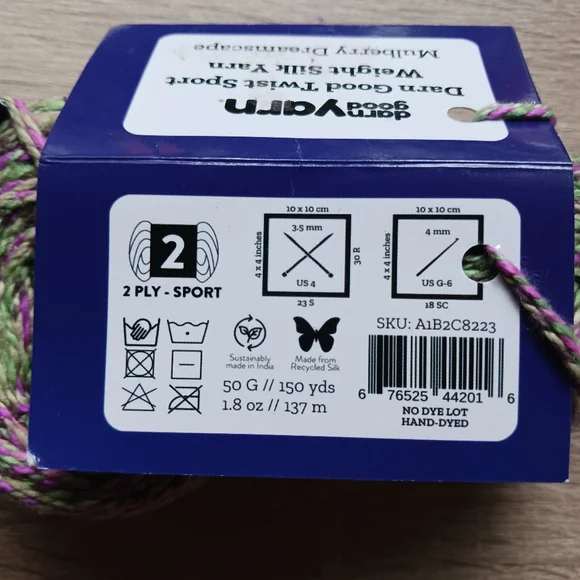 darn
good
yarn
Darn Good Twist Sport
Weight Silk Yarn
Mulberry Dreamscape
2
2 PLY - SPORT
10 x 10 cm
4 x 4 inches
3.5 mm
US 4
30 R
23 S
10 x 10 cm
4 x 4 inches
4 mm
US G-6
18 SC
Sustainably
made in India
Made from
Recycled Silk
50 G // 150 yds
1.8 oz // 137 m
SKU: A1B2C8223
6 76525 44201 6
NO DYE LOT
HAND-DYED